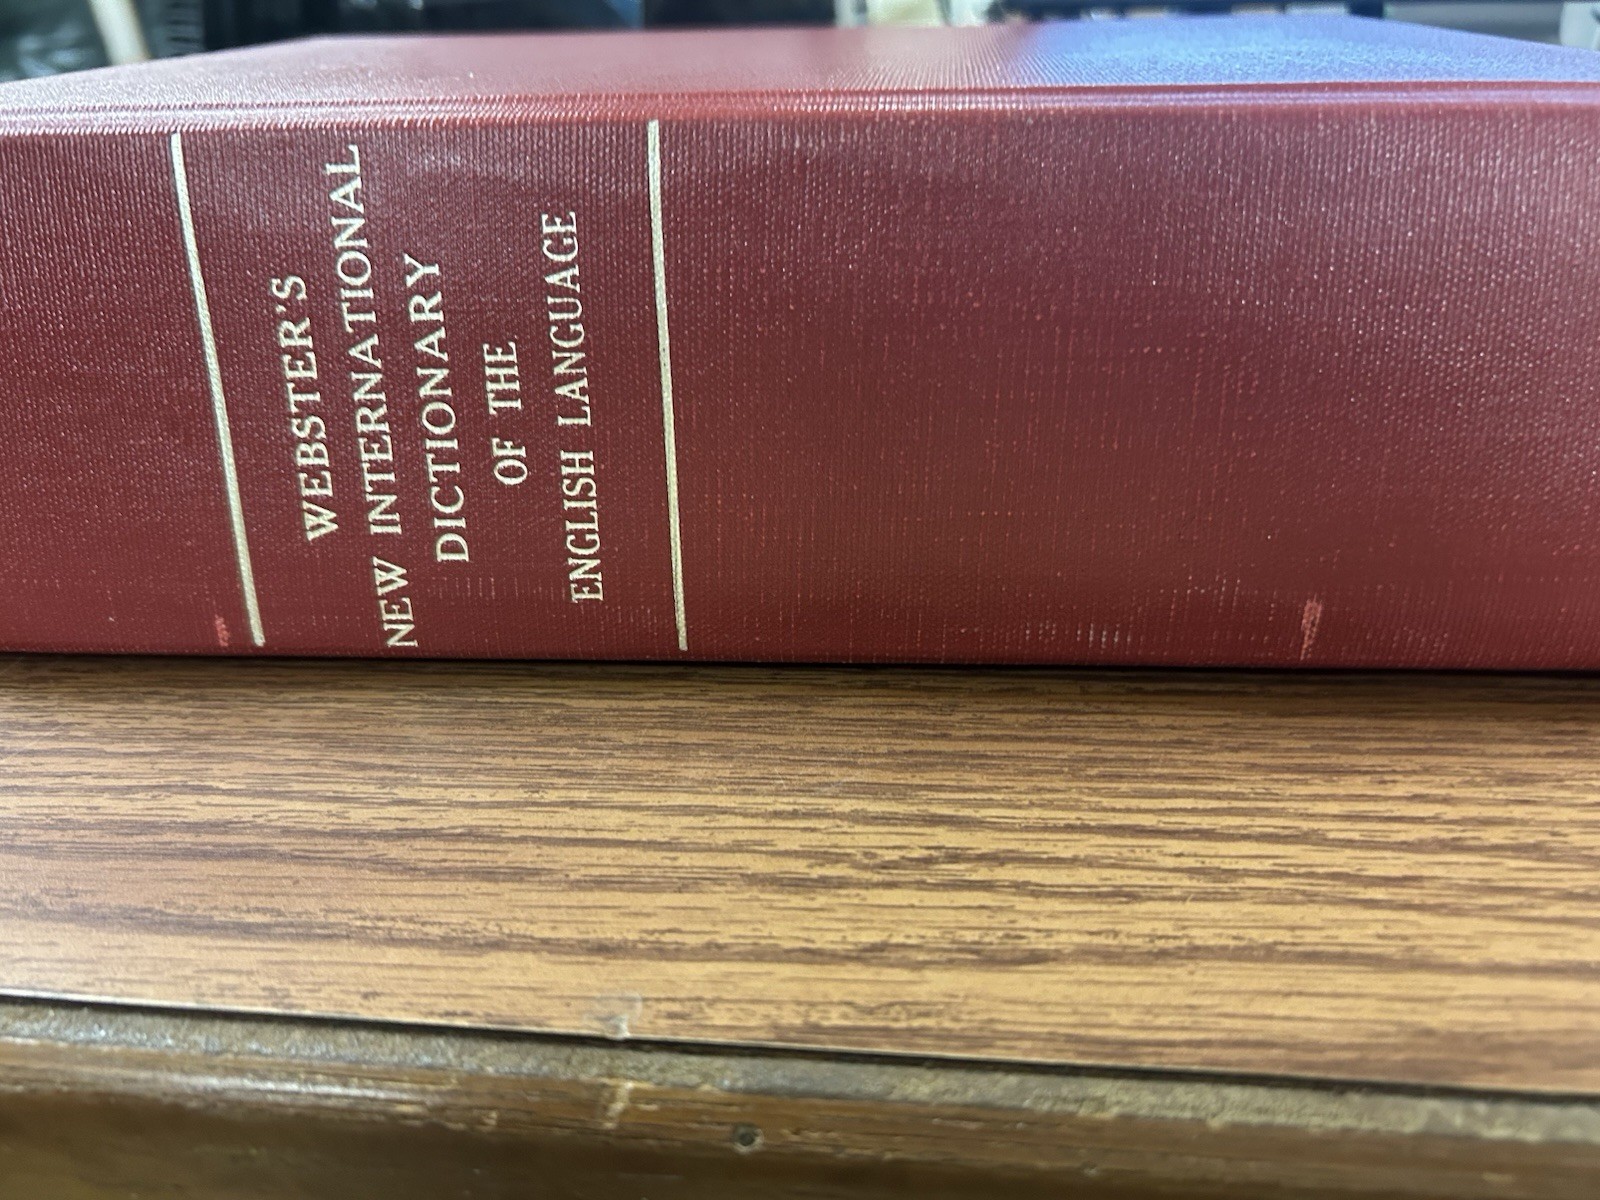 WEBSTER'S
NEW INTERNATIONAL
DICTIONARY
OF THE
ENGLISH LANGUAGE